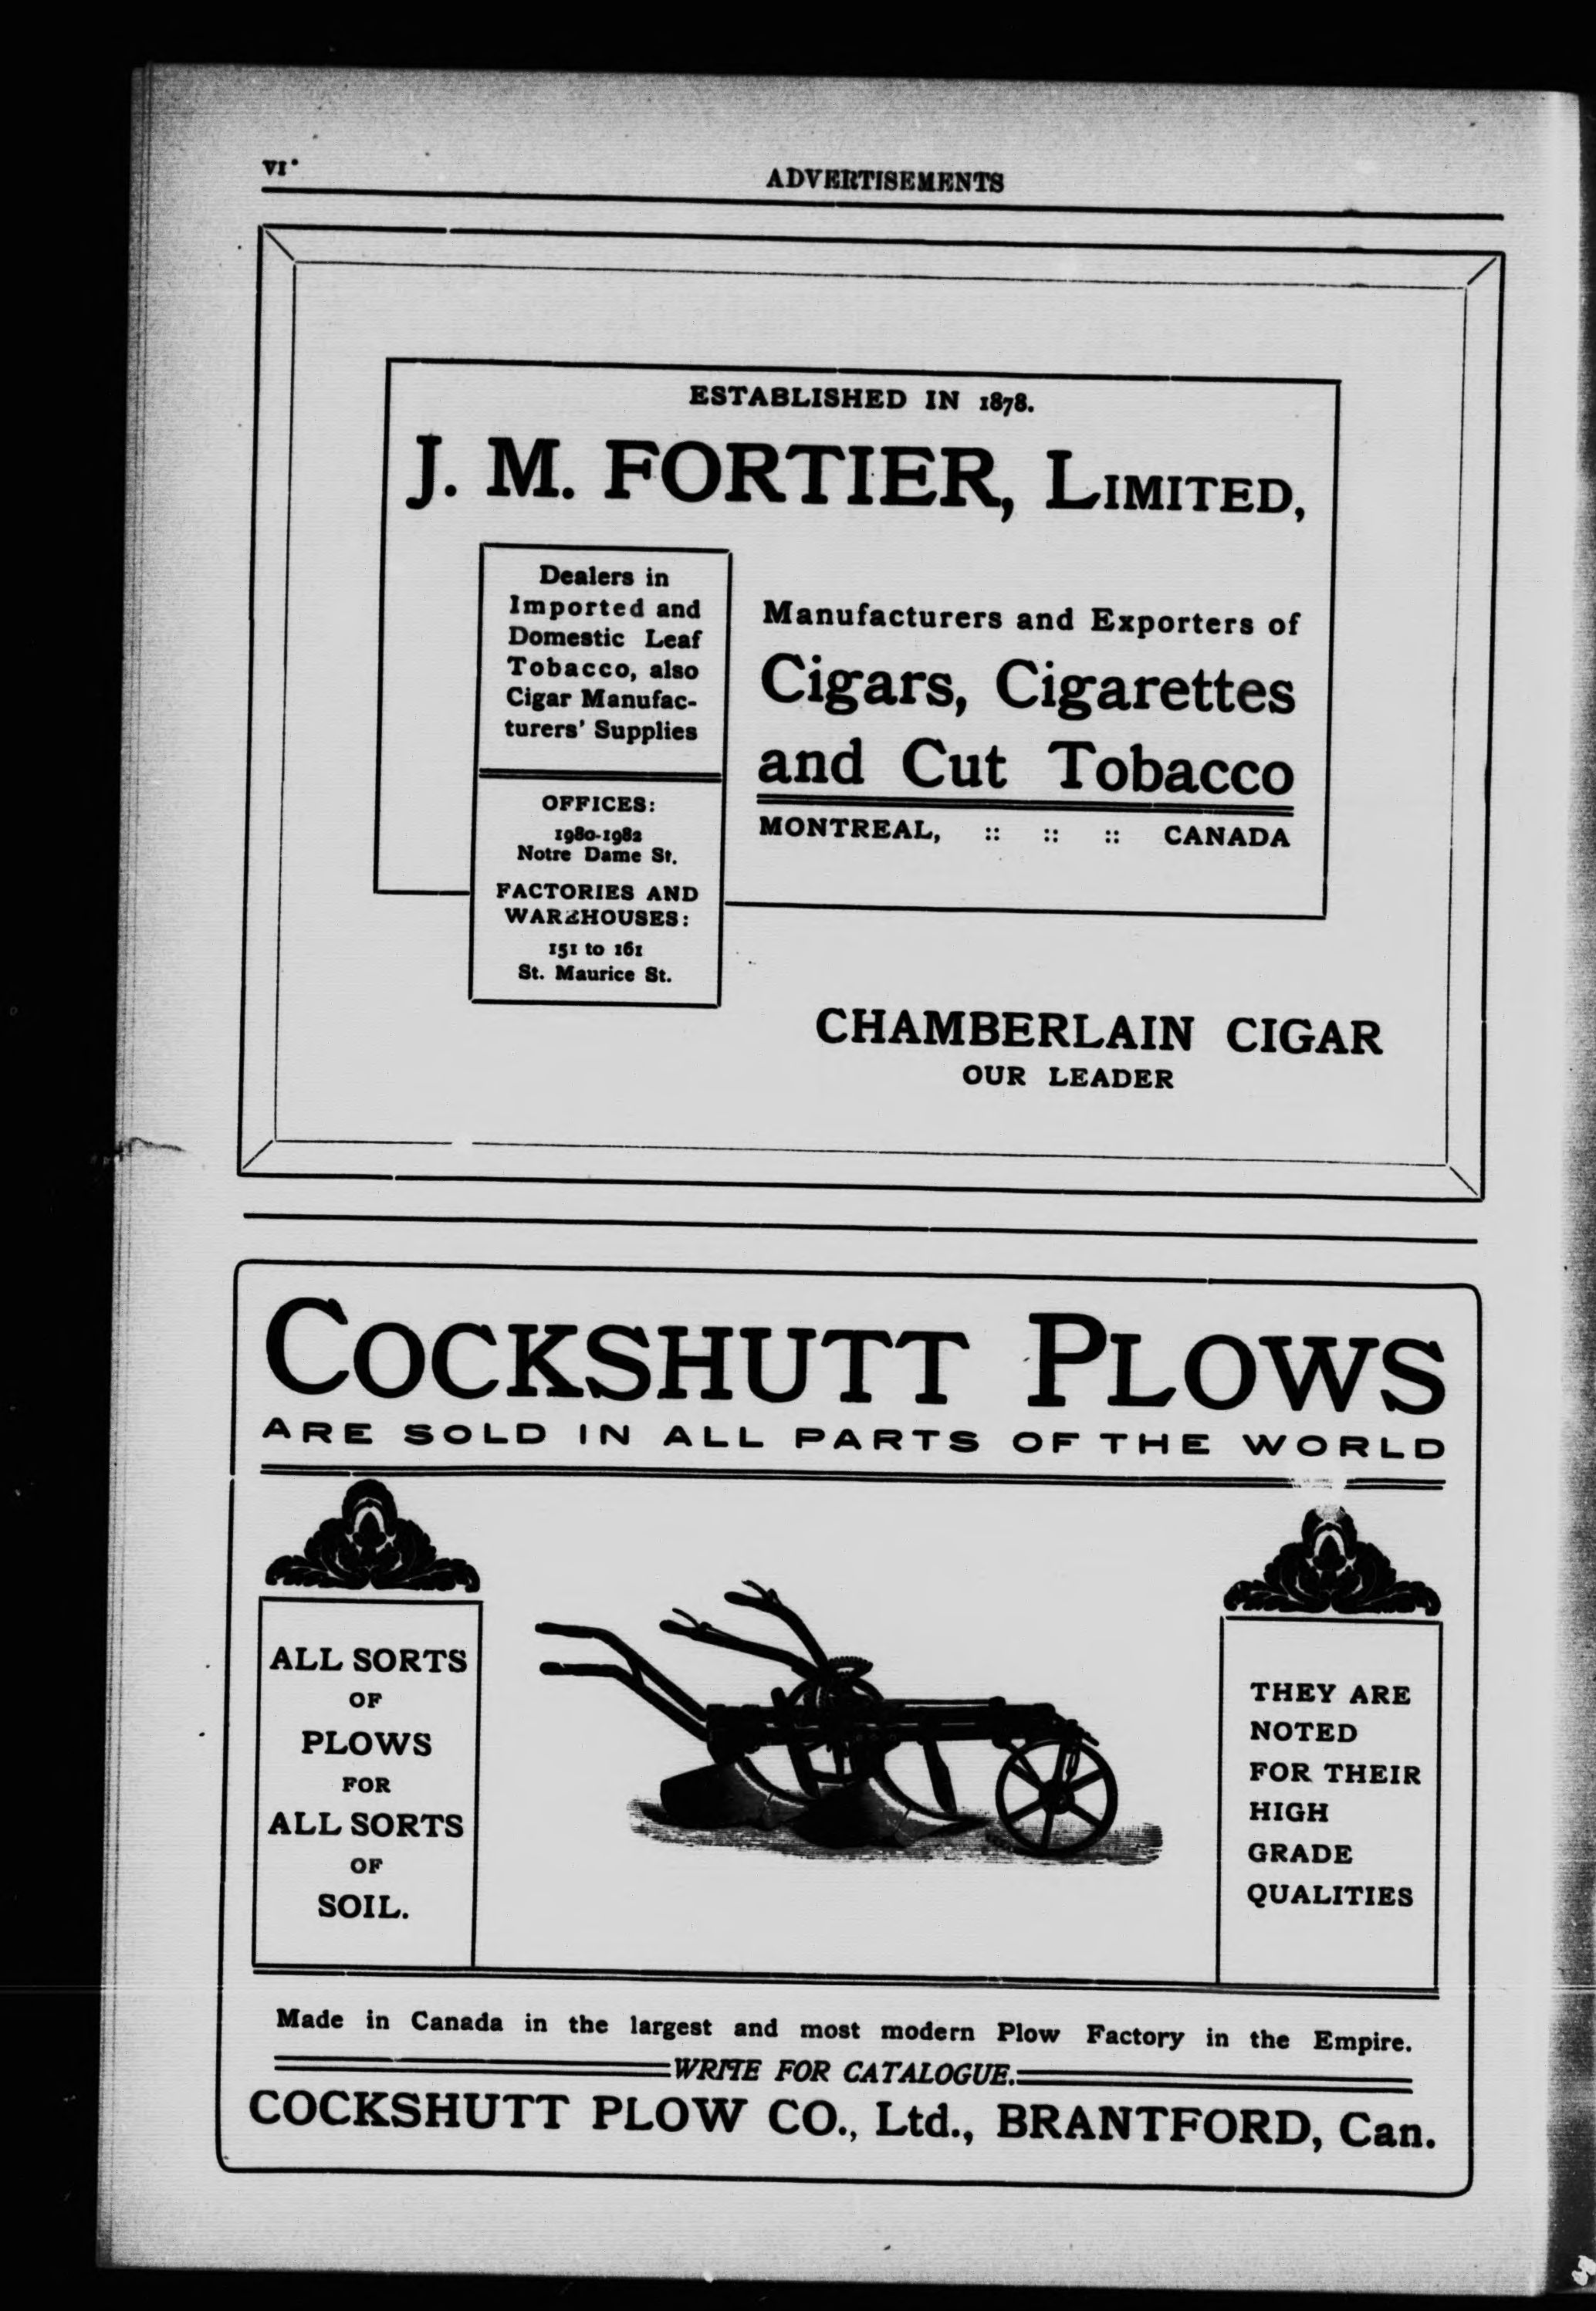 VI
ADVERTISEMENTS
ESTABLISHED IN 1878.
J. M. FORTIER, LIMITED,
Dealers in
Imported and
Domestic Leaf
Tobacco, also
Cigar Manufac-
turers' Supplies
OFFICES:
1980-1982
Notre Dame St.
FACTORIES AND
WAREHOUSES:
151 to 161
St. Maurice St.
Manufacturers and Exporters of
Cigars, Cigarettes
and Cut Tobacco
MONTREAL, :: :: :: CANADA
CHAMBERLAIN CIGAR
OUR LEADER
COCKSHUTT PLOWS
ARE SOLD IN ALL PARTS OF THE WORLD
ALL SORTS
OF
PLOWS
FOR
ALL SORTS
OF
SOIL.
THEY ARE
NOTED
FOR THEIR
HIGH
GRADE
QUALITIES
Made in Canada in the largest and most modern Plow Factory in the Empire.
WRITE FOR CATALOGUE.
COCKSHUTT PLOW CO., Ltd., BRANTFORD, Can.